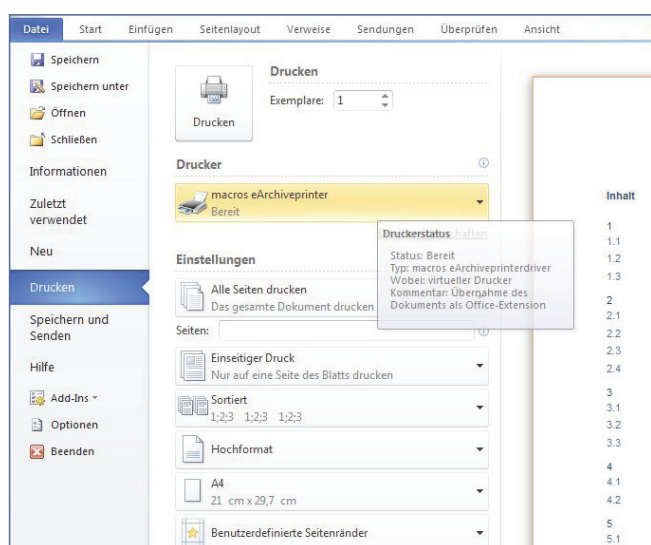 Datei Start Einfügen Seitenlayout Verweise Sendungen Überprüfen Ansicht
Speichern
Speichern unter
Öffnen
Schließen
Informationen
Zuletzt
verwendet
Neu
Drucken
Speichern und
Senden
Hilfe
Add-Ins
Optionen
Beenden
Drucken
Drucken
Exemplare: 1
Drucker
macros eArchiveprinter
Bereit
Druckerstatus
Status: Bereit
Typ: macros eArchiveprinterdriver
Wobei: virtueller Drucker
Kommentar: Übernahme des
Dokuments als Office-Extension
Einstellungen
Alle Seiten drucken
Das gesamte Dokument drucken
Seiten:
Einseitiger Druck
Nur auf eine Seite des Blatts drucken
Sortiert
1;2;3 1;2;3 1;2;3
Hochformat
A4
21 cm x 29,7 cm
Benutzerdefinierte Seitenränder
Inhalt
1
1.1
1.2
1.3
2
2.1
2.2
2.3
2.4
3
3.1
3.2
3.3
4
4.1
4.2
5
5.1